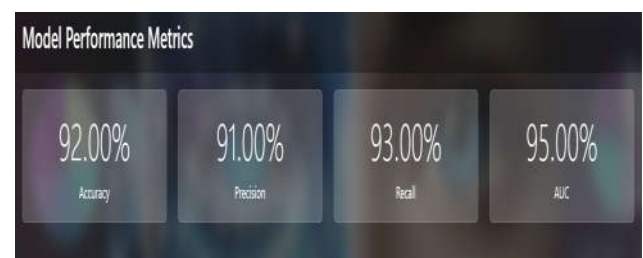 Model Performance Metrics
92.00% 91.00% 93.00% 95.00%
Accuracy Precision Recall AUC